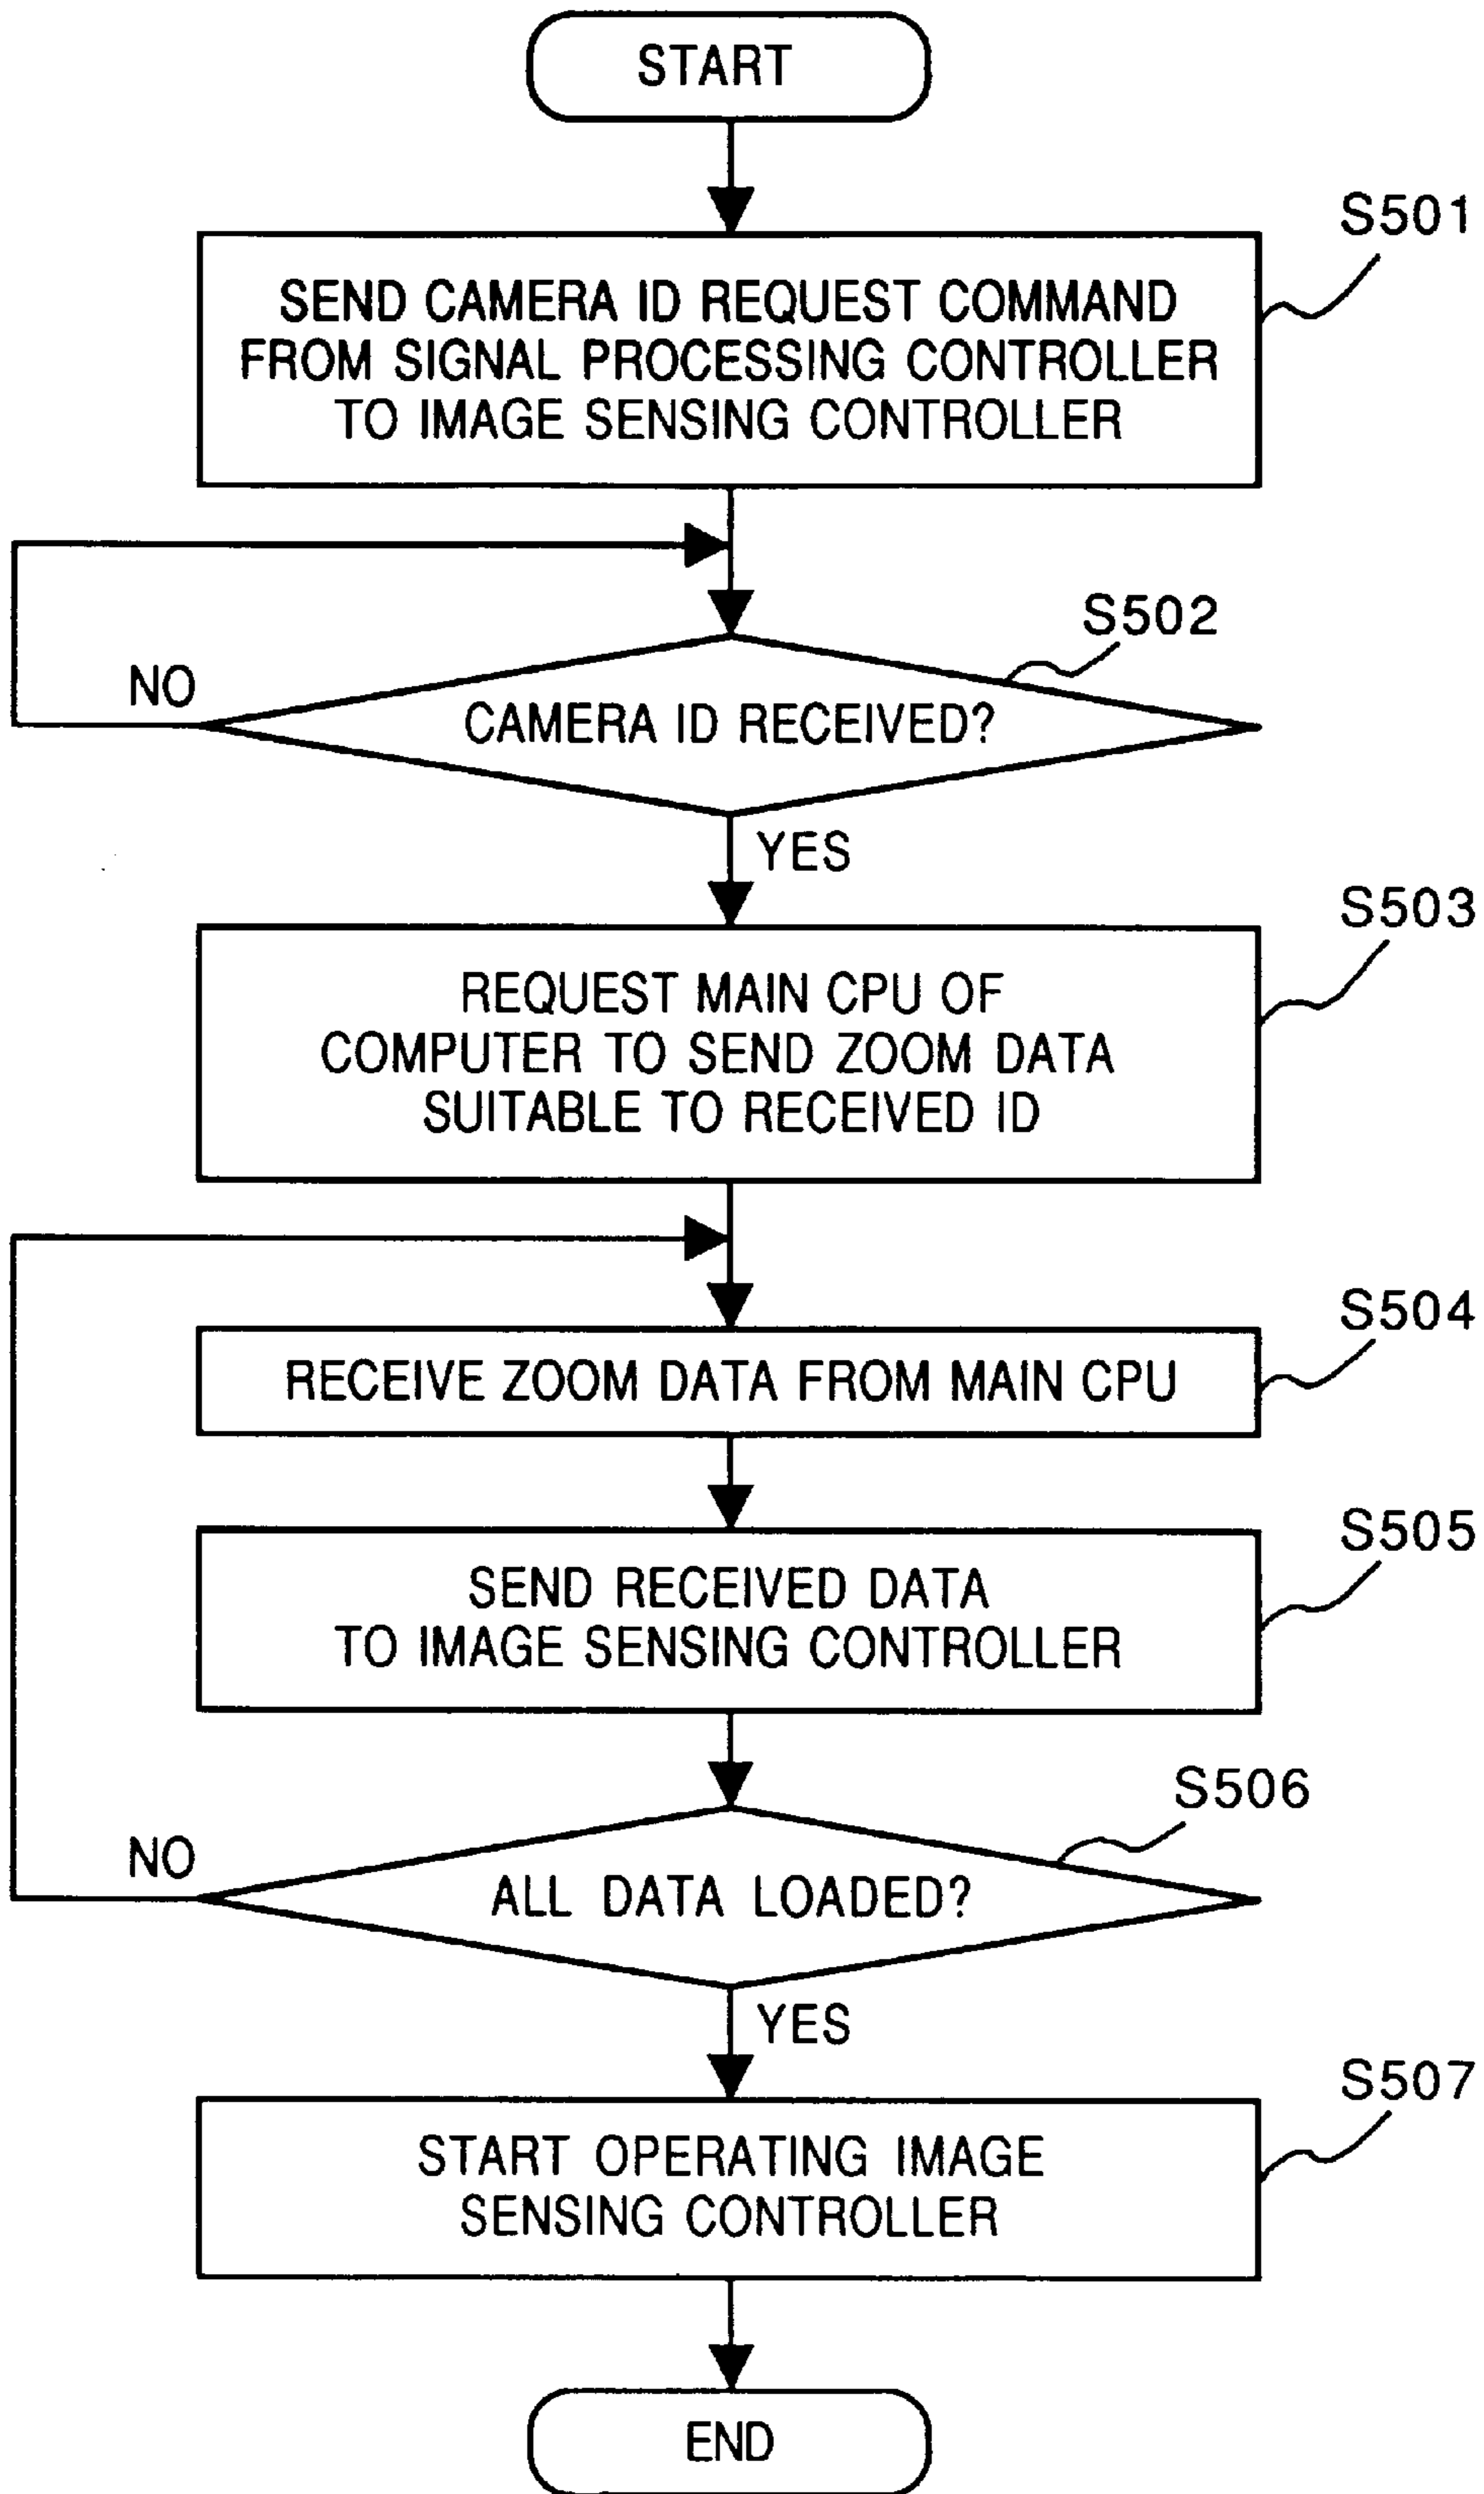 START
S501
SEND CAMERA ID REQUEST COMMAND
FROM SIGNAL PROCESSING CONTROLLER
TO IMAGE SENSING CONTROLLER
S502
NO
CAMERA ID RECEIVED?
YES
S503
REQUEST MAIN CPU OF
COMPUTER TO SEND ZOOM DATA
SUITABLE TO RECEIVED ID
S504
RECEIVE ZOOM DATA FROM MAIN CPU
S505
SEND RECEIVED DATA
TO IMAGE SENSING CONTROLLER
S506
NO
ALL DATA LOADED?
YES
S507
START OPERATING IMAGE
SENSING CONTROLLER
END